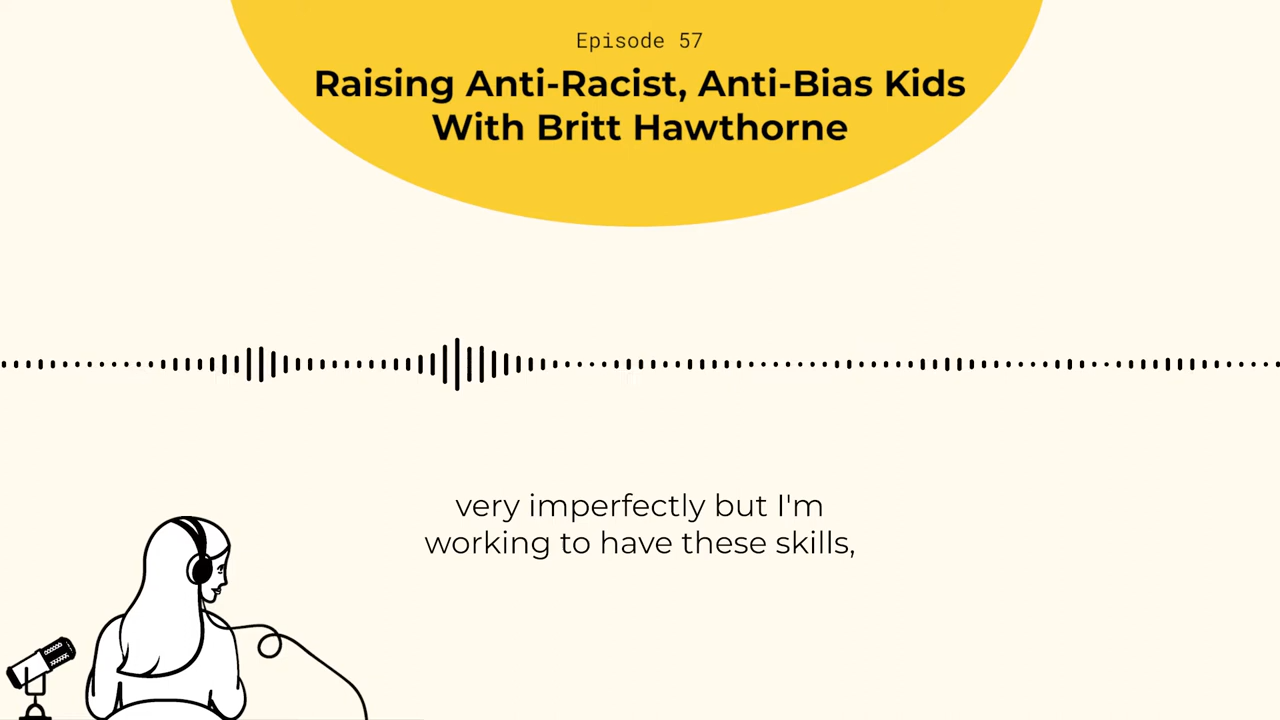 Episode 57
Raising Anti-Racist, Anti-Bias Kids
With Britt Hawthorne
very imperfectly but I'm
working to have these skills,